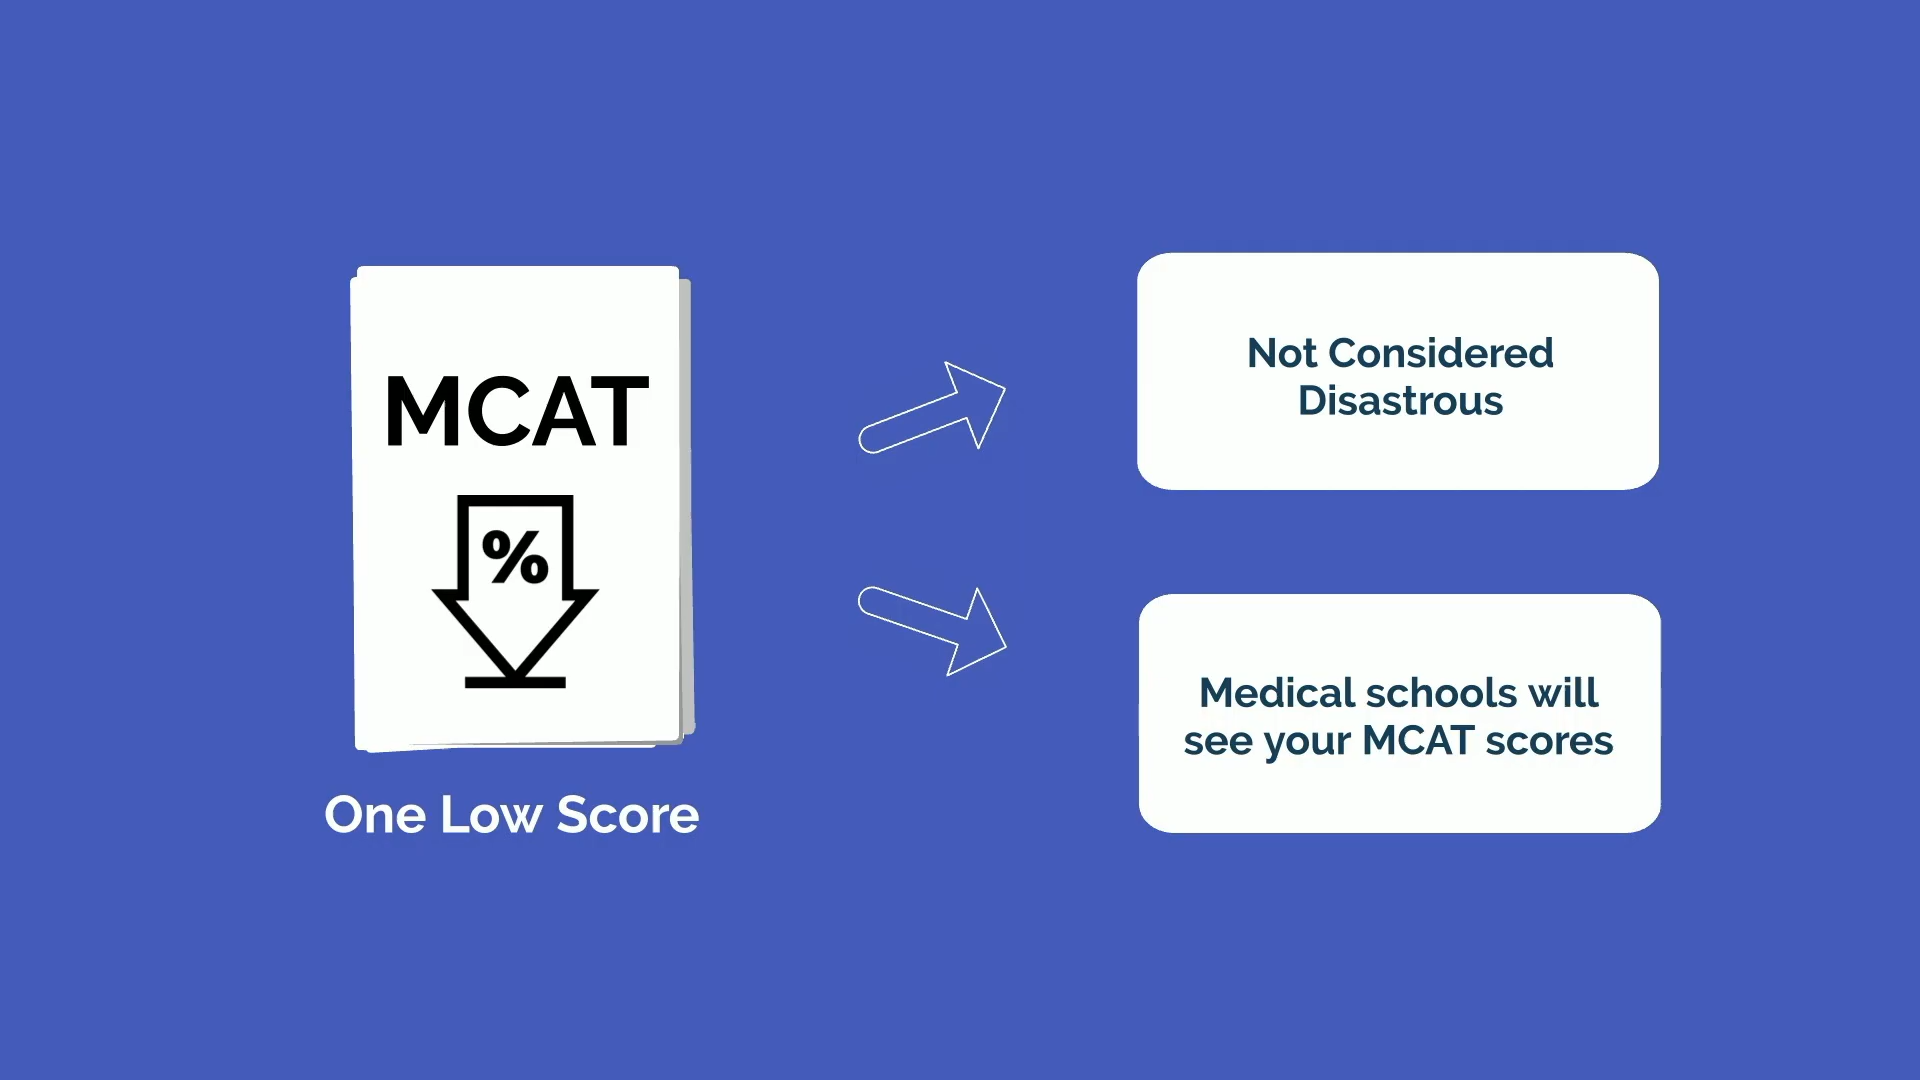 MCAT
%
One Low Score
Not Considered
Disastrous
Medical schools will
see your MCAT scores